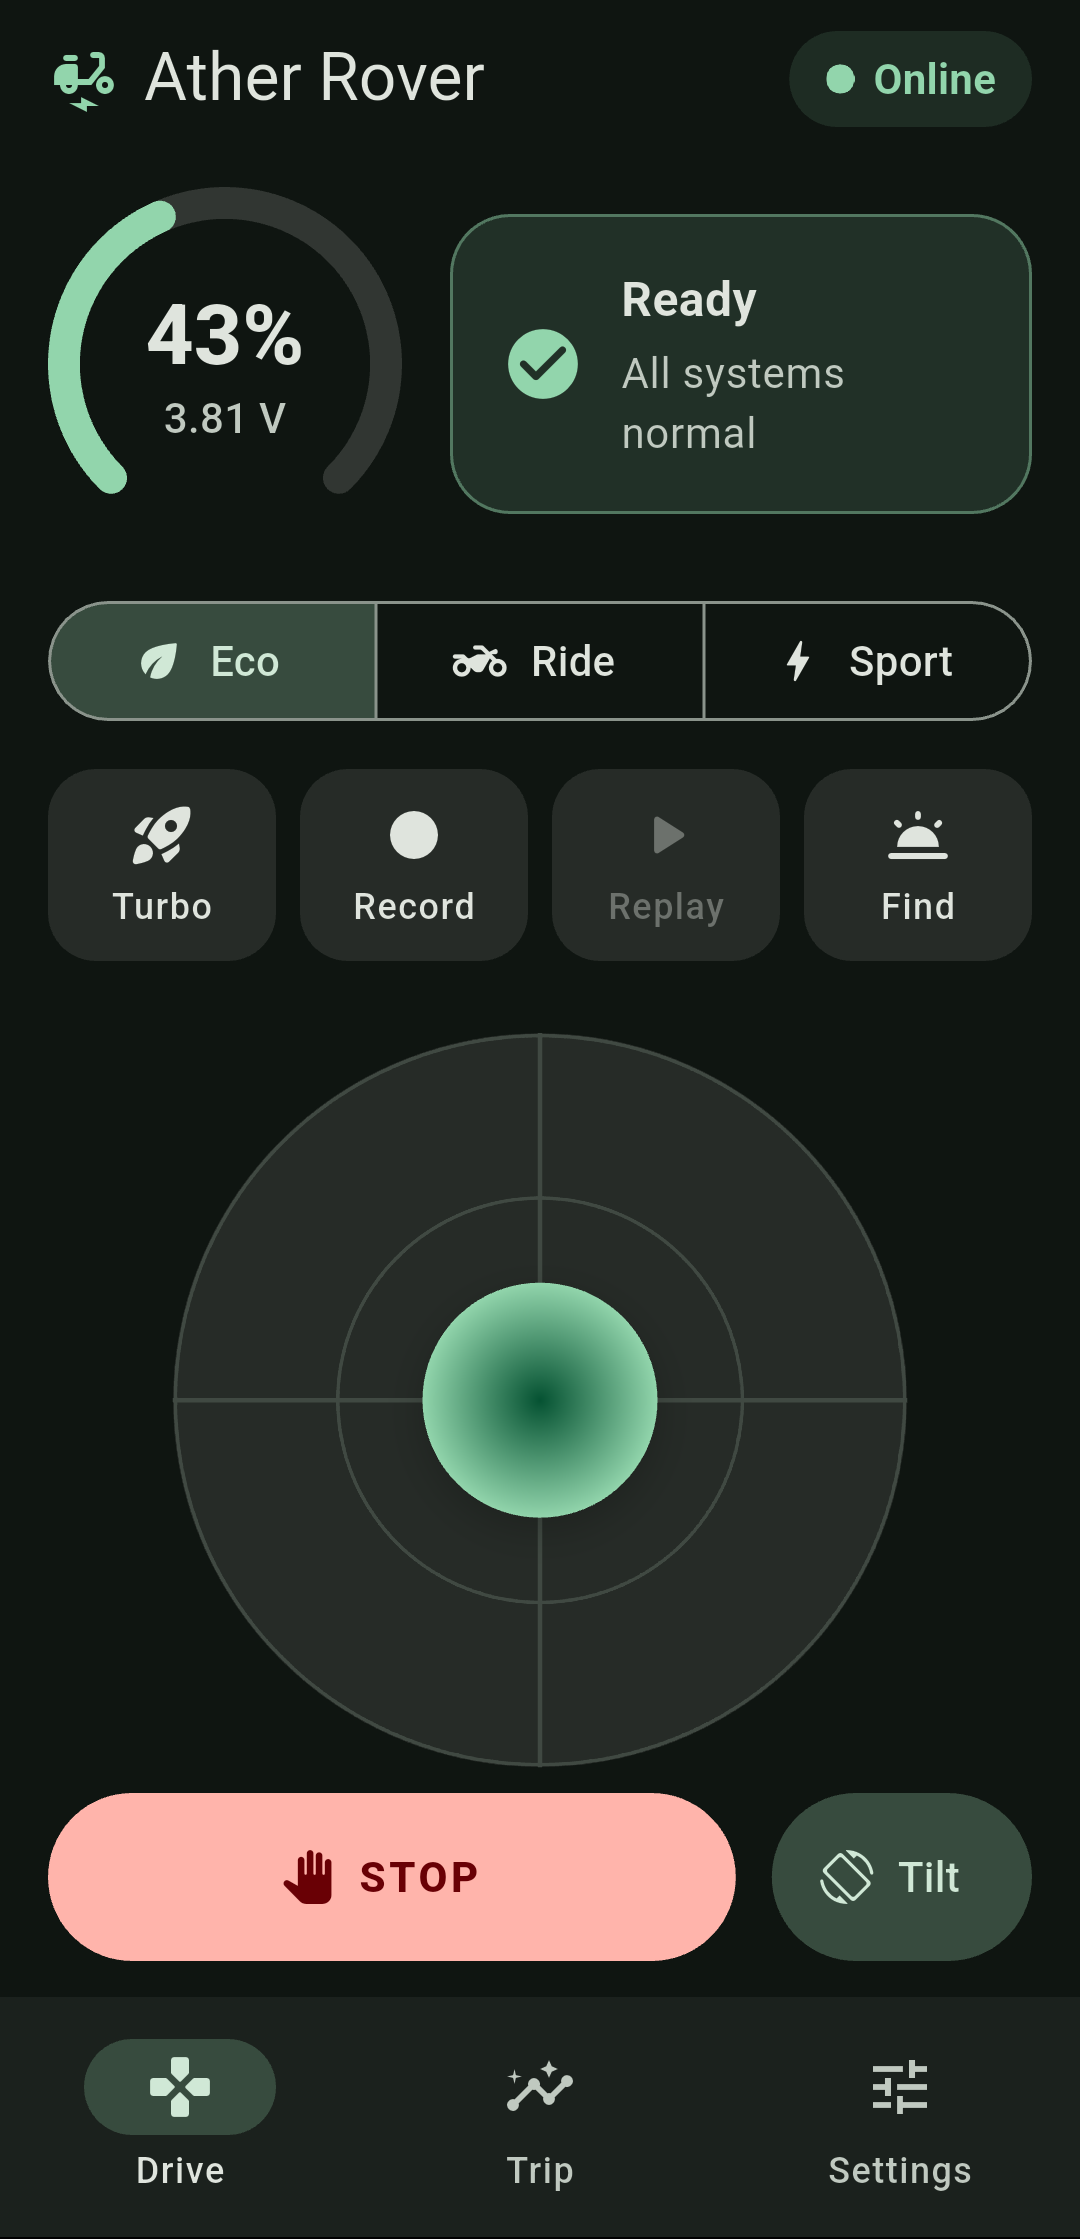 Ather Rover
Online
43%
3.81 V
Ready
All systems
normal
Eco
Ride
Sport
Turbo
Record
Replay
Find
STOP
Tilt
Drive
Trip
Settings